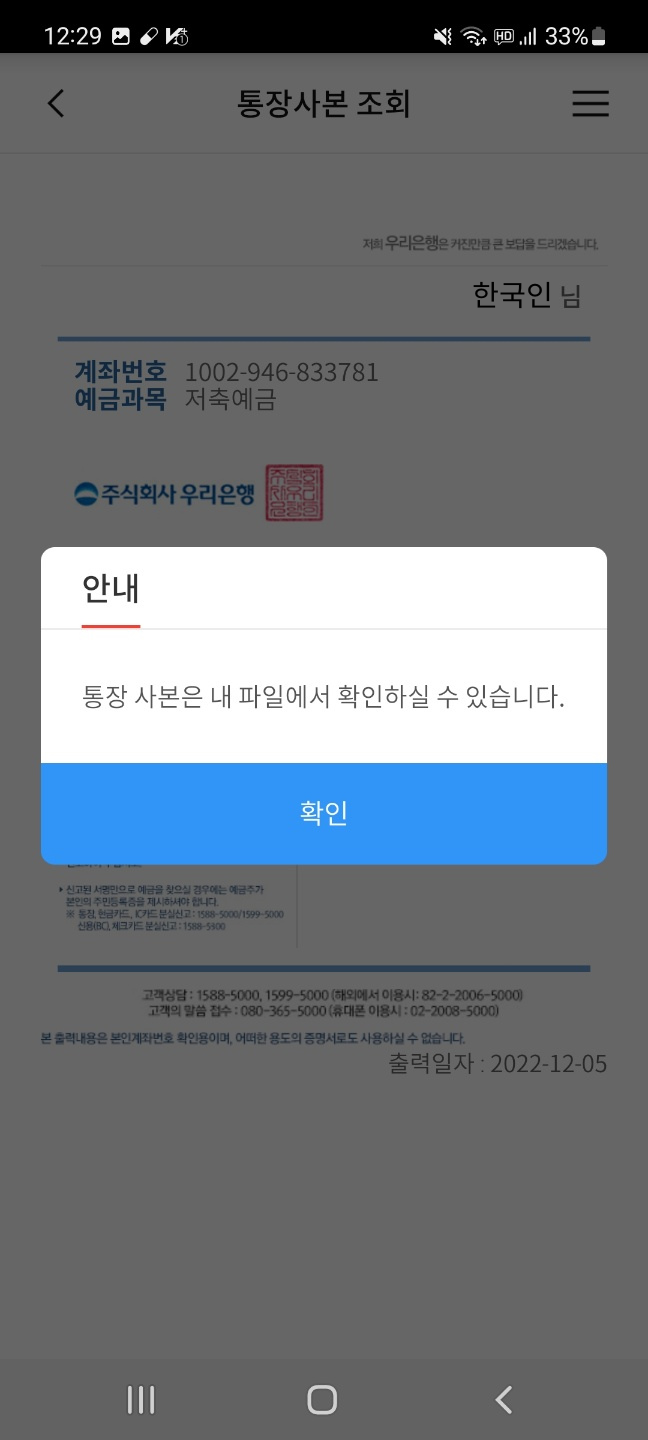 12:29 HD 33%
통장사본 조회
저희 우리은행은 커진만큼 큰 보답을 드리겠습니다.
한국인 님
계좌번호 1002-946-833781
예금과목 저축예금
주식회사 우리은행
안내
통장 사본은 내 파일에서 확인하실 수 있습니다.
확인
신고된 서명만으로 예금을 찾으실 경우에는 예금주가
본인의 주민등록증을 제시하셔야 합니다.
※ 통장, 현금카드, IC카드 분실신고 : 1588-5000/1599-5000
신용(BC), 체크카드 분실신고 : 1588-5300
고객상담 : 1588-5000, 1599-5000 (해외에서 이용시: 82-2-2006-5000)
고객의 말씀 접수 : 080-365-5000 (휴대폰 이용시 : 02-2008-5000)
본 출력내용은 본인계좌번호 확인용이며, 어떠한 용도의 증명서로도 사용하실 수 없습니다.
출력일자 : 2022-12-05